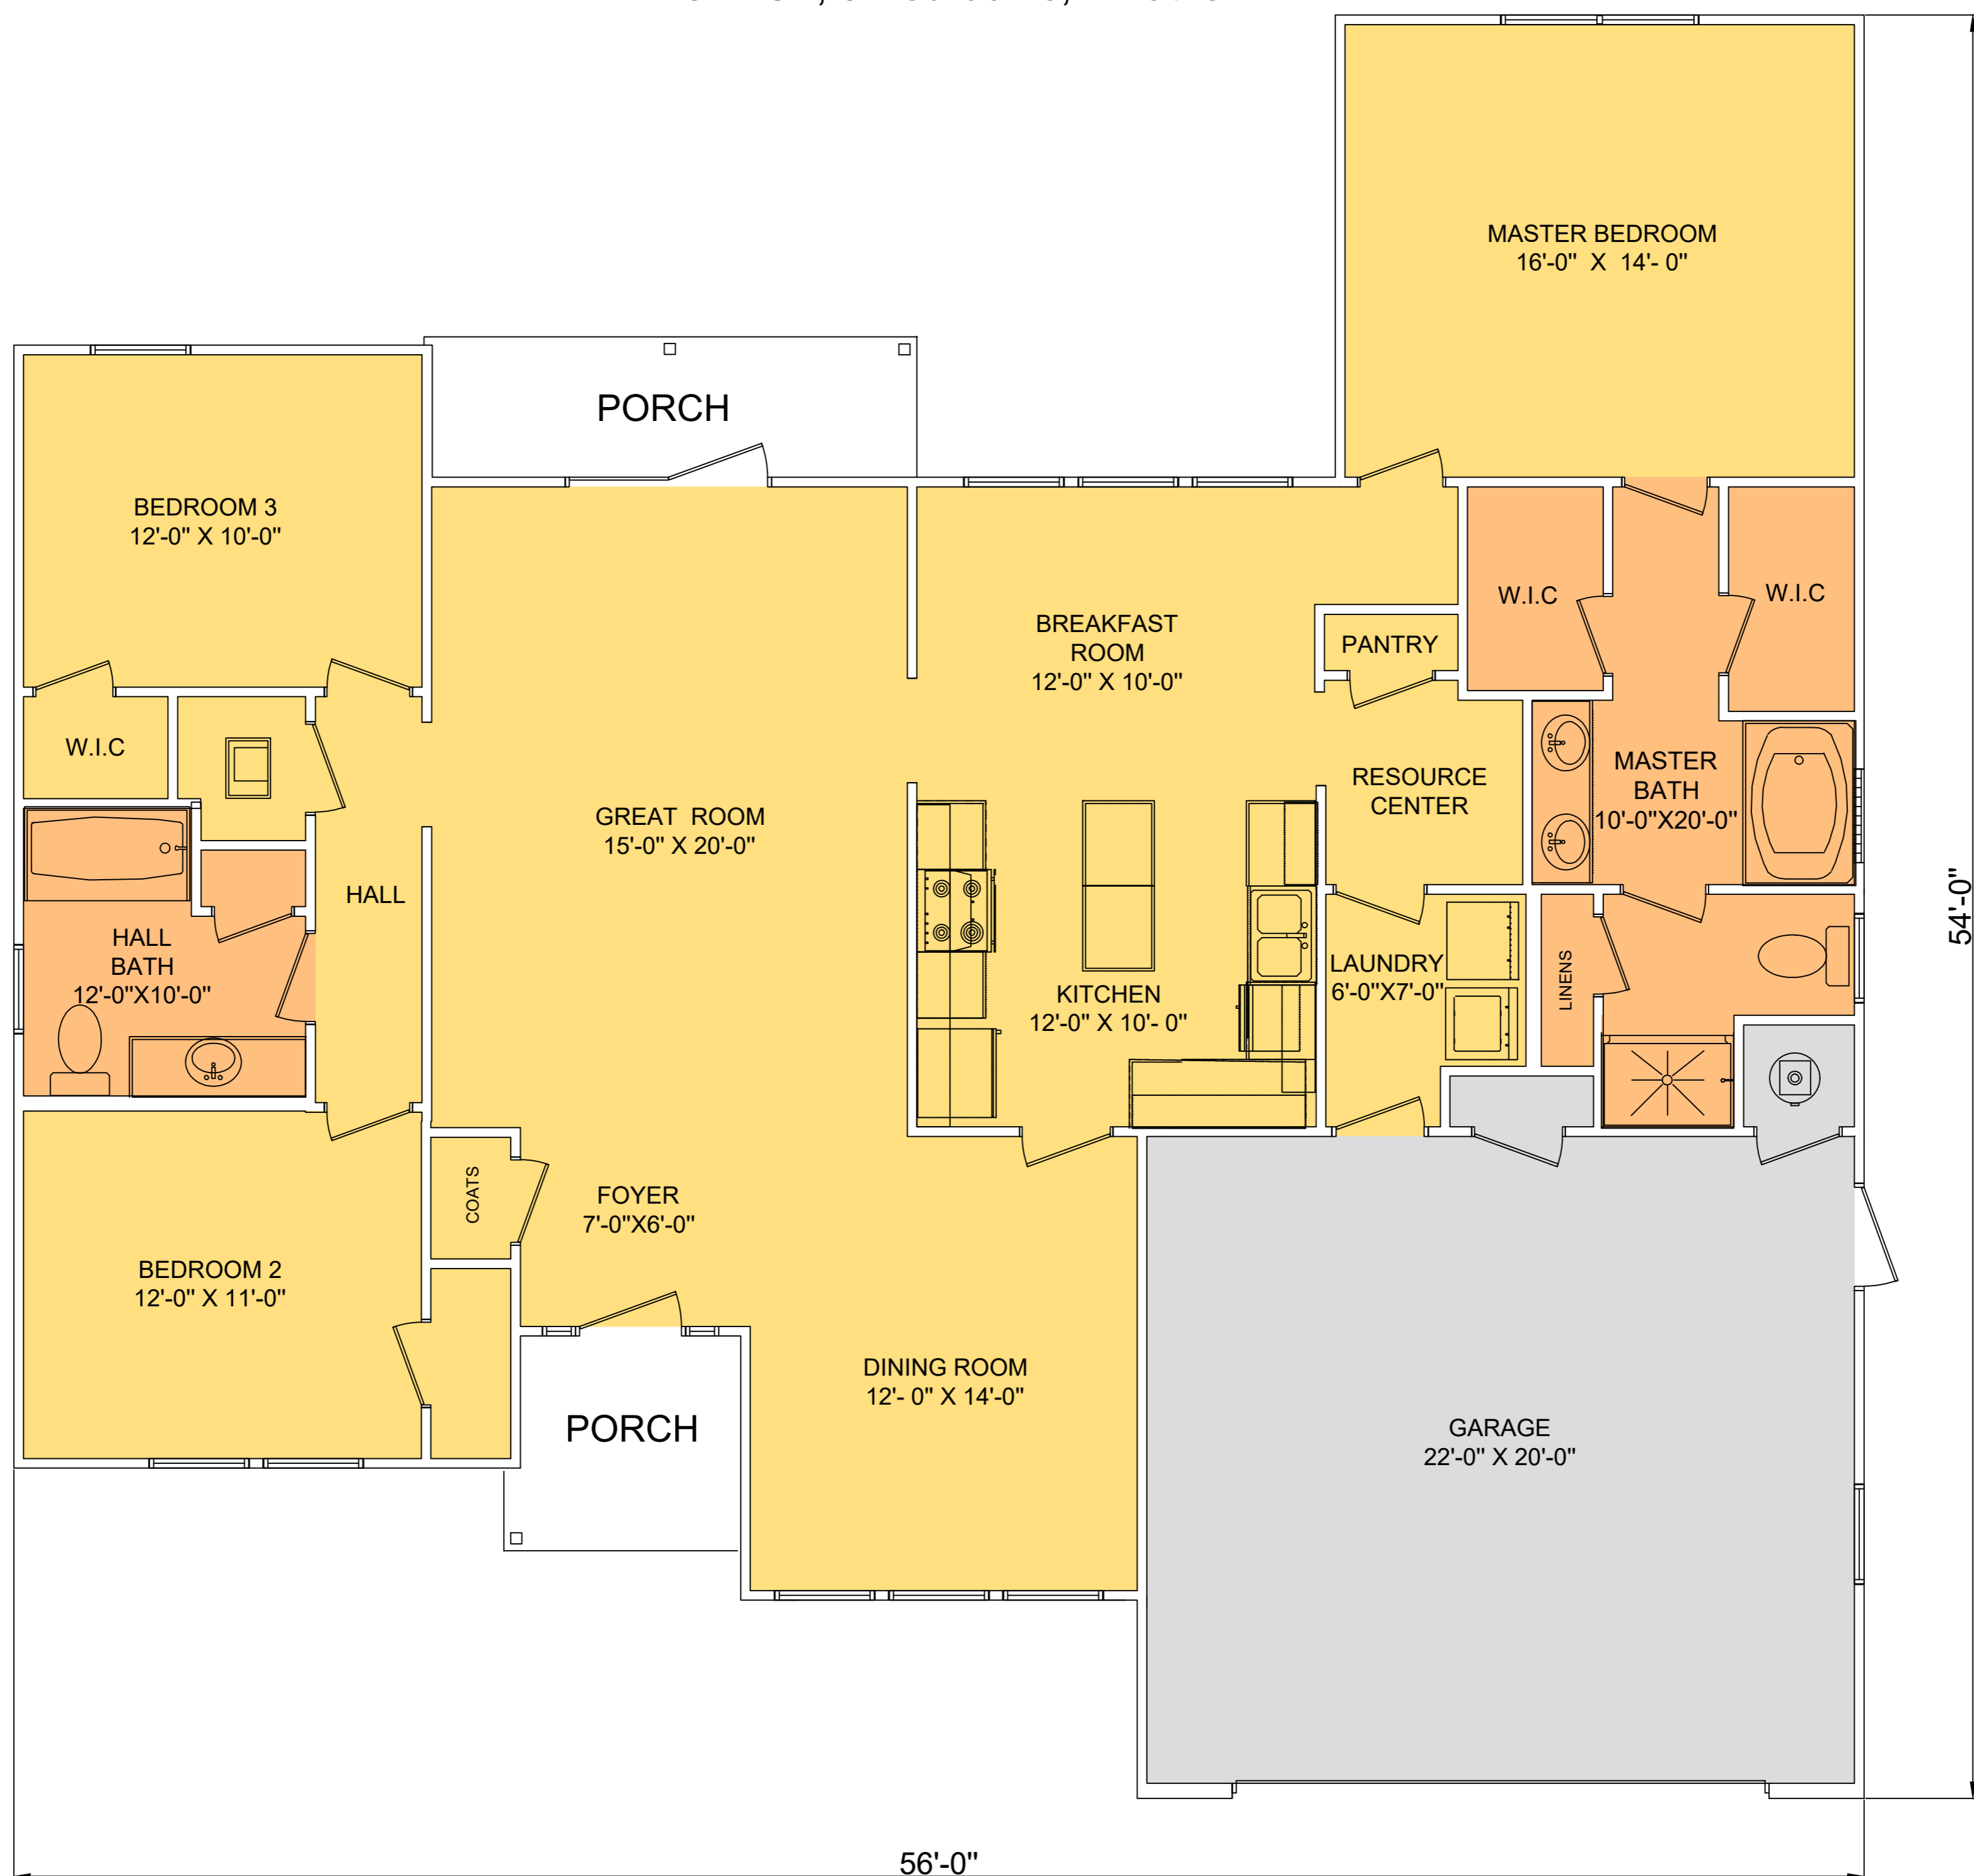 MASTER BEDROOM
16'-0" X 14'- 0"
PORCH
BEDROOM 3
12'-0" X 10'-0"
W.I.C
W.I.C
BREAKFAST
ROOM
12'-0" X 10'-0"
PANTRY
W.I.C
MASTER
BATH
10'-0"X20'-0"
RESOURCE
CENTER
GREAT ROOM
15'-0" X 20'-0"
HALL
54'-0"
HALL
BATH
12'-0"X10'-0"
LAUNDRY
6'-0"X7'-0"
LINENS
KITCHEN
12'-0" X 10'- 0"
COATS
FOYER
7'-0"X6'-0"
BEDROOM 2
12'-0" X 11'-0"
DINING ROOM
12'- 0" X 14'-0"
PORCH
GARAGE
22'-0" X 20'-0"
56'-0"